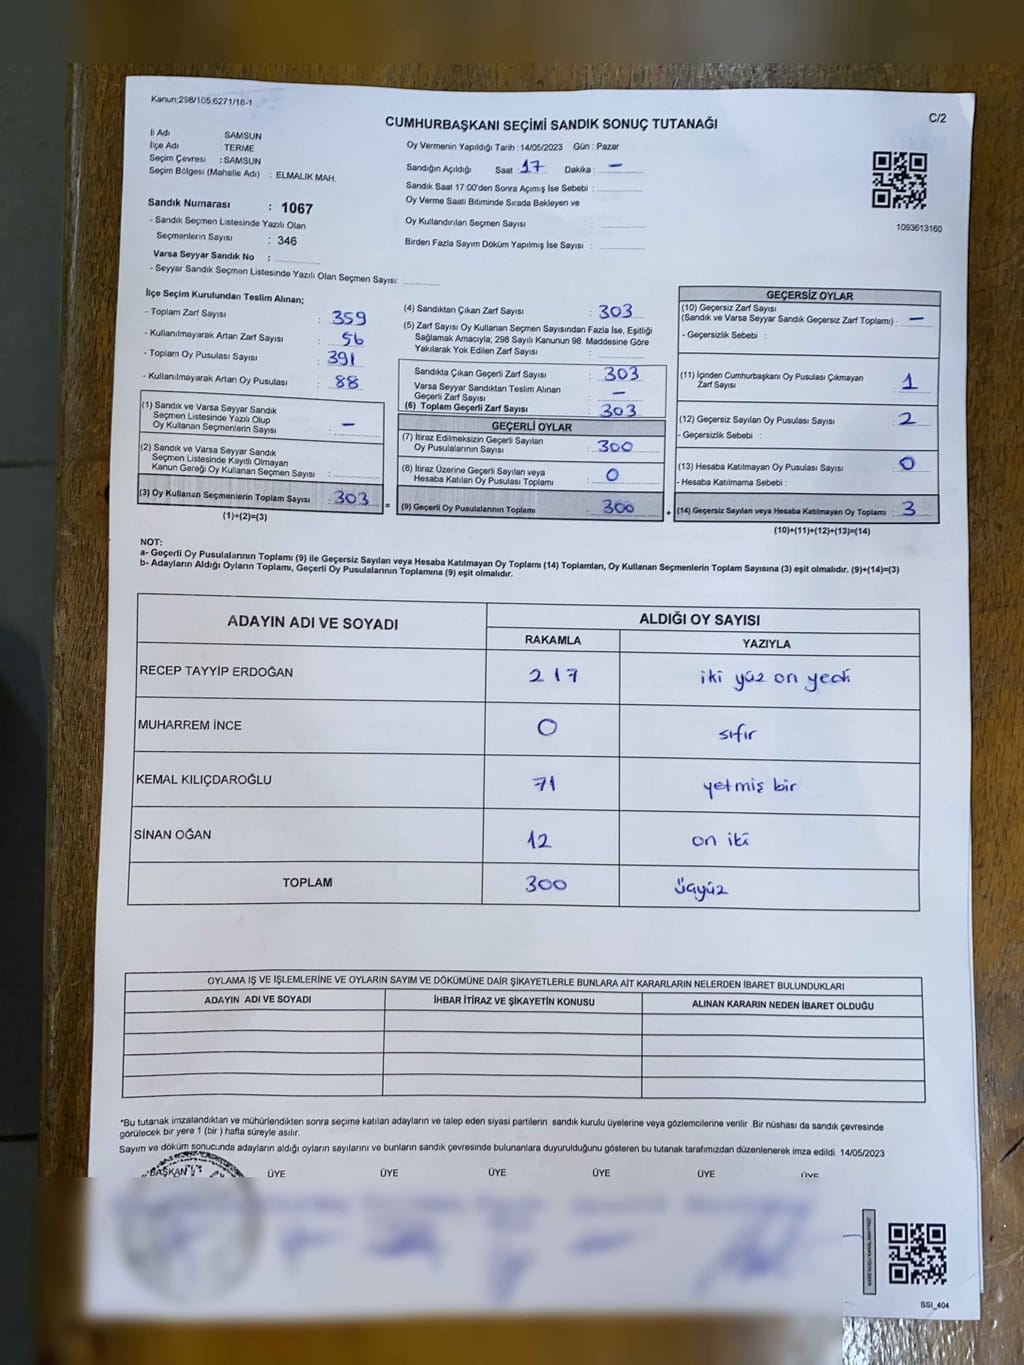 Kanun:298/105,6271/18-1
C/2
CUMHURBAŞKANI SEÇİMİ SANDIK SONUÇ TUTANAĞI
İl Adı : SAMSUN
İlçe Adı : TERME
Seçim Çevresi : SAMSUN
Seçim Bölgesi (Mahalle Adı) : ELMALIK MAH.
Oy Vermenin Yapıldığı Tarih :14/05/2023 Gün : Pazar
Sandığın Açıldığı Saat 17 Dakika : —
Sandık Saat 17:00'den Sonra Açımış İse Sebebi :
Oy Verme Saati Bitiminde Sırada Bekleyen ve
Oy Kullandırılan Seçmen Sayısı :
Birden Fazla Sayım Döküm Yapılmış İse Sayısı :
1093613160
Sandık Numarası : 1067
- Sandık Seçmen Listesinde Yazılı Olan
Seçmenlerin Sayısı : 346
Varsa Seyyar Sandık No :
- Seyyar Sandık Seçmen Listesinde Yazılı Olan Seçmen Sayısı:
İlçe Seçim Kurulundan Teslim Alınan;
- Toplam Zarf Sayısı : 359
- Kullanılmayarak Artan Zarf Sayısı : 56
- Toplam Oy Pusulası Sayısı : 391
- Kullanılmayarak Artan Oy Pusulası : 88
(1) Sandık ve Varsa Seyyar Sandık
Seçmen Listesinde Yazılı Olup
Oy Kullanan Seçmenlerin Sayısı : —
(2) Sandık ve Varsa Seyyar Sandık
Seçmen Listesinde Kayıtlı Olmayan
Kanun Gereği Oy Kullanan Seçmen Sayısı :
(3) Oy Kullanan Seçmenlerin Toplam Sayısı : 303
(1)+(2)=(3)
=
(4) Sandıktan Çıkan Zarf Sayısı : 303
(5) Zarf Sayısı Oy Kullanan Seçmen Sayısından Fazla İse, Eşitliği
Sağlamak Amacıyla; 298 Sayılı Kanunun 98. Maddesine Göre
Yakılarak Yok Edilen Zarf Sayısı :
Sandıkta Çıkan Geçerli Zarf Sayısı : 303
Varsa Seyyar Sandıktan Teslim Alınan
Geçerli Zarf Sayısı : —
(6) Toplam Geçerli Zarf Sayısı : 303
GEÇERLİ OYLAR
(7) İtiraz Edilmeksizin Geçerli Sayılan
Oy Pusulalarının Sayısı : 300
(8) İtiraz Üzerine Geçerli Sayılan veya
Hesaba Katılan Oy Pusulası Toplamı : 0
(9) Geçerli Oy Pusulalarının Toplamı : 300
+
GEÇERSİZ OYLAR
(10) Geçersiz Zarf Sayısı
(Sandık ve Varsa Seyyar Sandık Geçersiz Zarf Toplamı) : —
- Geçersizlik Sebebi :
(11) İçinden Cumhurbaşkanı Oy Pusulası Çıkmayan
Zarf Sayısı : 1
(12) Geçersiz Sayılan Oy Pusulası Sayısı : 2
- Geçersizlik Sebebi :
(13) Hesaba Katılmayan Oy Pusulası Sayısı : 0
- Hesaba Katılmama Sebebi :
(14) Geçersiz Sayılan veya Hesaba Katılmayan Oy Toplamı : 3
(10)+(11)+(12)+(13)=(14)
NOT:
a- Geçerli Oy Pusulalarının Toplamı (9) ile Geçersiz Sayılan veya Hesaba Katılmayan Oy Toplamı (14) Toplamları, Oy Kullanan Seçmenlerin Toplam Sayısına (3) eşit olmalıdır. (9)+(14)=(3)
b- Adayların Aldığı Oyların Toplamı, Geçerli Oy Pusulalarının Toplamına (9) eşit olmalıdır.
ADAYIN ADI VE SOYADI
ALDIĞI OY SAYISI
RAKAMLA YAZIYLA
RECEP TAYYİP ERDOĞAN 217 iki yüz on yedi
MUHARREM İNCE 0 sıfır
KEMAL KILIÇDAROĞLU 71 yetmiş bir
SİNAN OĞAN 12 on iki
TOPLAM 300 üçyüz
OYLAMA İŞ VE İŞLEMLERİNE VE OYLARIN SAYIM VE DÖKÜMÜNE DAİR ŞİKAYETLERLE BUNLARA AİT KARARLARIN NELERDEN İBARET BULUNDUKLARI
ADAYIN ADI VE SOYADI İHBAR İTİRAZ VE ŞİKAYETİN KONUSU ALINAN KARARIN NEDEN İBARET OLDUĞU
*Bu tutanak imzalandıktan ve mühürlendikten sonra seçime katılan adayların ve talep eden siyasi partilerin sandık kurulu üyelerine veya gözlemcilerine verilir .Bir nüshası da sandık çevresinde
görülecek bir yere 1 (bir ) hafta süreyle asılır.
Sayım ve döküm sonucunda adayların aldığı oyların sayılarını ve bunların sandık çevresinde bulunanlara duyurulduğunu gösteren bu tutanak tarafımızdan düzenlenerek imza edildi. 14/05/2023
BAŞKAN ÜYE ÜYE ÜYE ÜYE ÜYE ÜYE
SSI_404